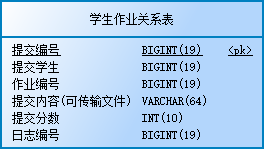 学生作业关系表
提交编号 BIGINT(19) <pk>
提交学生 BIGINT(19)
作业编号 BIGINT(19)
提交内容(可传输文件) VARCHAR(64)
提交分数 INT(10)
日志编号 BIGINT(19)